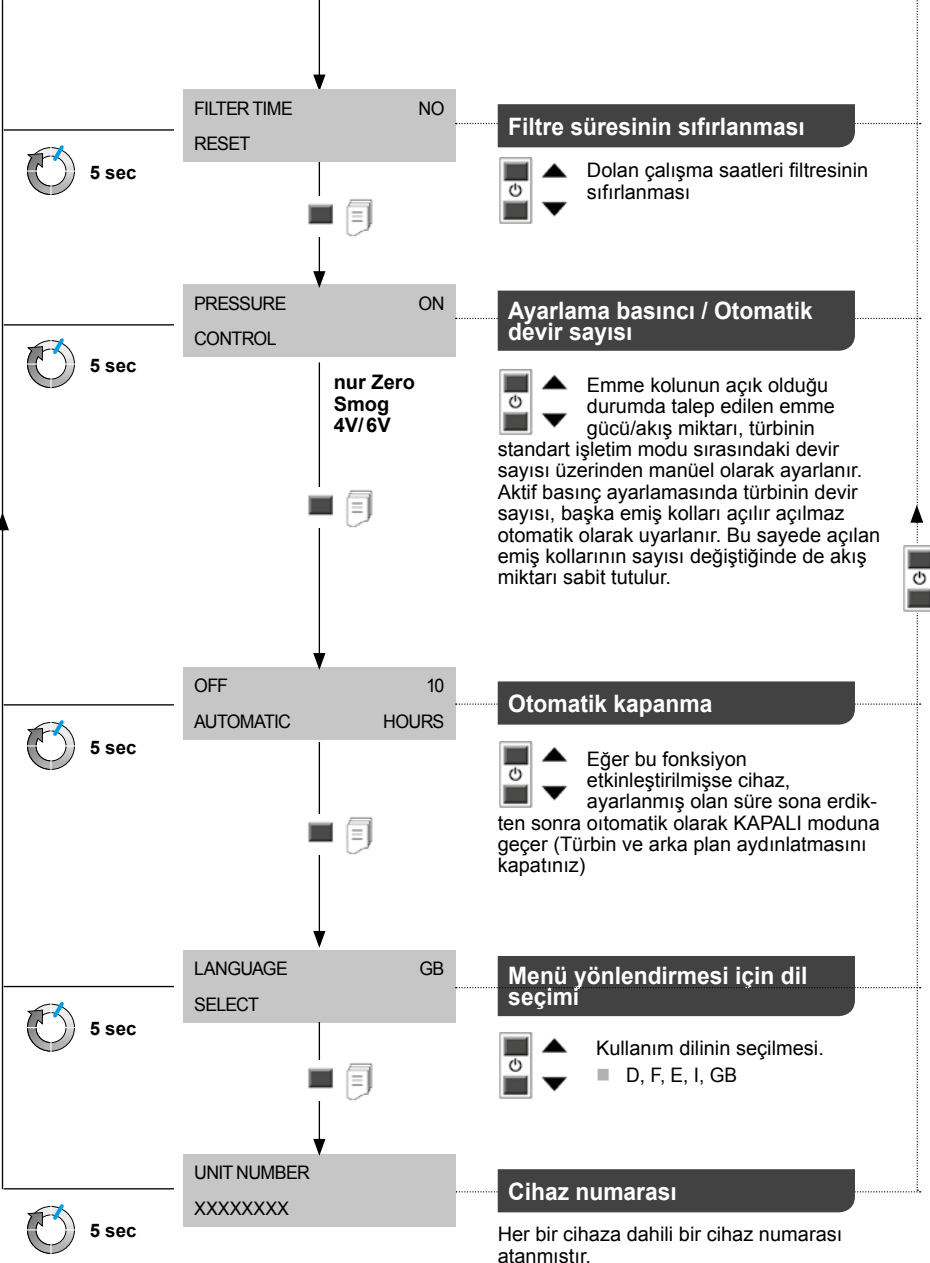 FILTER TIME NO
RESET
5 sec
Filtre süresinin sıfırlanması
Dolan çalışma saatleri filtresinin
sıfırlanması
PRESSURE ON
CONTROL
5 sec
nur Zero
Smog
4V/ 6V
Ayarlama basıncı / Otomatik
devir sayısı
Emme kolunun açık olduğu
durumda talep edilen emme
gücü/akış miktarı, türbinin
standart işletim modu sırasındaki devir
sayısı üzerinden manüel olarak ayarlanır.
Aktif basınç ayarlamasında türbinin devir
sayısı, başka emiş kolları açılır açılmaz
otomatik olarak uyarlanır. Bu sayede açılan
emiş kollarının sayısı değiştiğinde de akış
miktarı sabit tutulur.
OFF 10
AUTOMATIC HOURS
5 sec
Otomatik kapanma
Eğer bu fonksiyon
etkinleştirilmişse cihaz,
ayarlanmış olan süre sona erdik-
ten sonra oıtomatik olarak KAPALI moduna
geçer (Türbin ve arka plan aydınlatmasını
kapatınız)
LANGUAGE GB
SELECT
5 sec
Menü yönlendirmesi için dil
seçimi
Kullanım dilinin seçilmesi.
D, F, E, I, GB
UNIT NUMBER
XXXXXXXX
5 sec
Cihaz numarası
Her bir cihaza dahili bir cihaz numarası
atanmıştır.